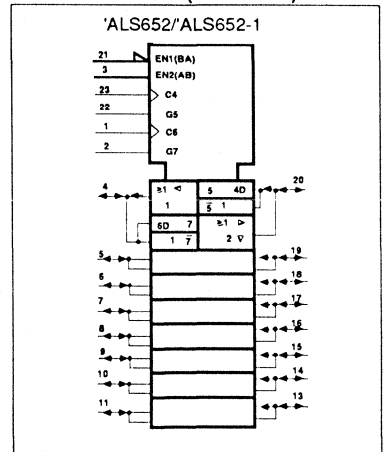 'ALS652/'ALS652-1
21 EN1(BA)
3 EN2(AB)
23 C4
22 G5
1 C6
2 G7
4 ≥1 ◁ 5 4D 20
1 5̅ 1
6D 7 ≥1 ▷
1 7̅ 2 ▽
5 19
6 18
7 17
8 16
9 15
10 14
11 13